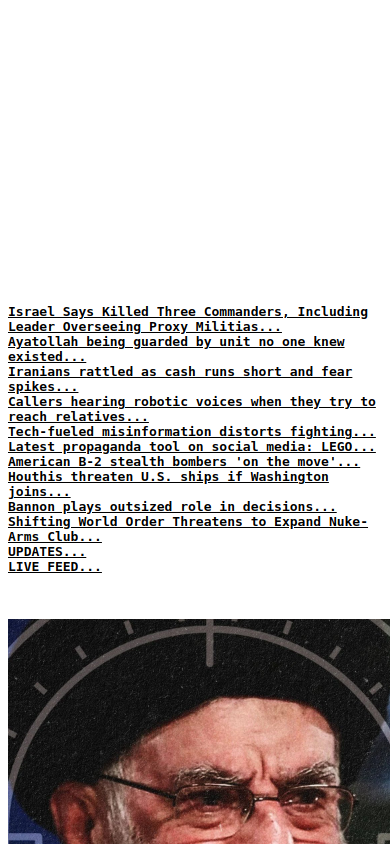 Israel Says Killed Three Commanders, Including
Leader Overseeing Proxy Militias...
Ayatollah being guarded by unit no one knew
existed...
Iranians rattled as cash runs short and fear
spikes...
Callers hearing robotic voices when they try to
reach relatives...
Tech-fueled misinformation distorts fighting...
Latest propaganda tool on social media: LEGO...
American B-2 stealth bombers 'on the move'...
Houthis threaten U.S. ships if Washington
joins...
Bannon plays outsized role in decisions...
Shifting World Order Threatens to Expand Nuke-
Arms Club...
UPDATES...
LIVE FEED...